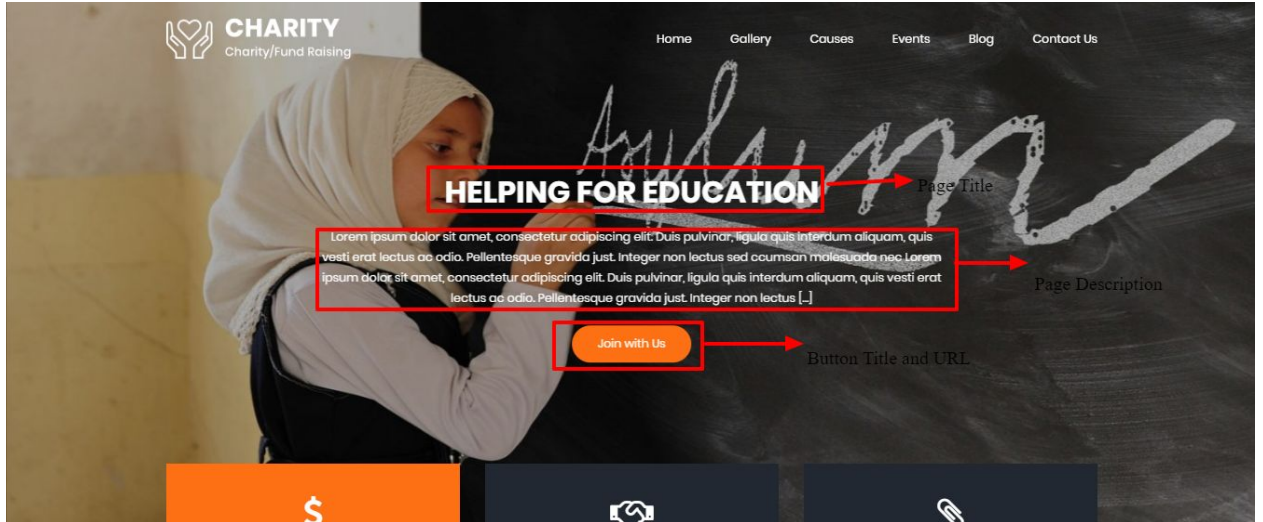 CHARITY
Charity/Fund Raising
Home Gallery Causes Events Blog Contact Us
HELPING FOR EDUCATION
Page Title
Lorem ipsum dolor sit amet, consectetur adipiscing elit. Duis pulvinar, ligula quis interdum aliquam, quis
vesti erat lectus ac odio. Pellentesque gravida just. Integer non lectus sed ccumsan malesuada nec Lorem
ipsum dolor sit amet, consectetur adipiscing elit. Duis pulvinar, ligula quis interdum aliquam, quis vesti erat
lectus ac odio. Pellentesque gravida just. Integer non lectus [...]
Page Description
Join with Us
Button Title and URL
$